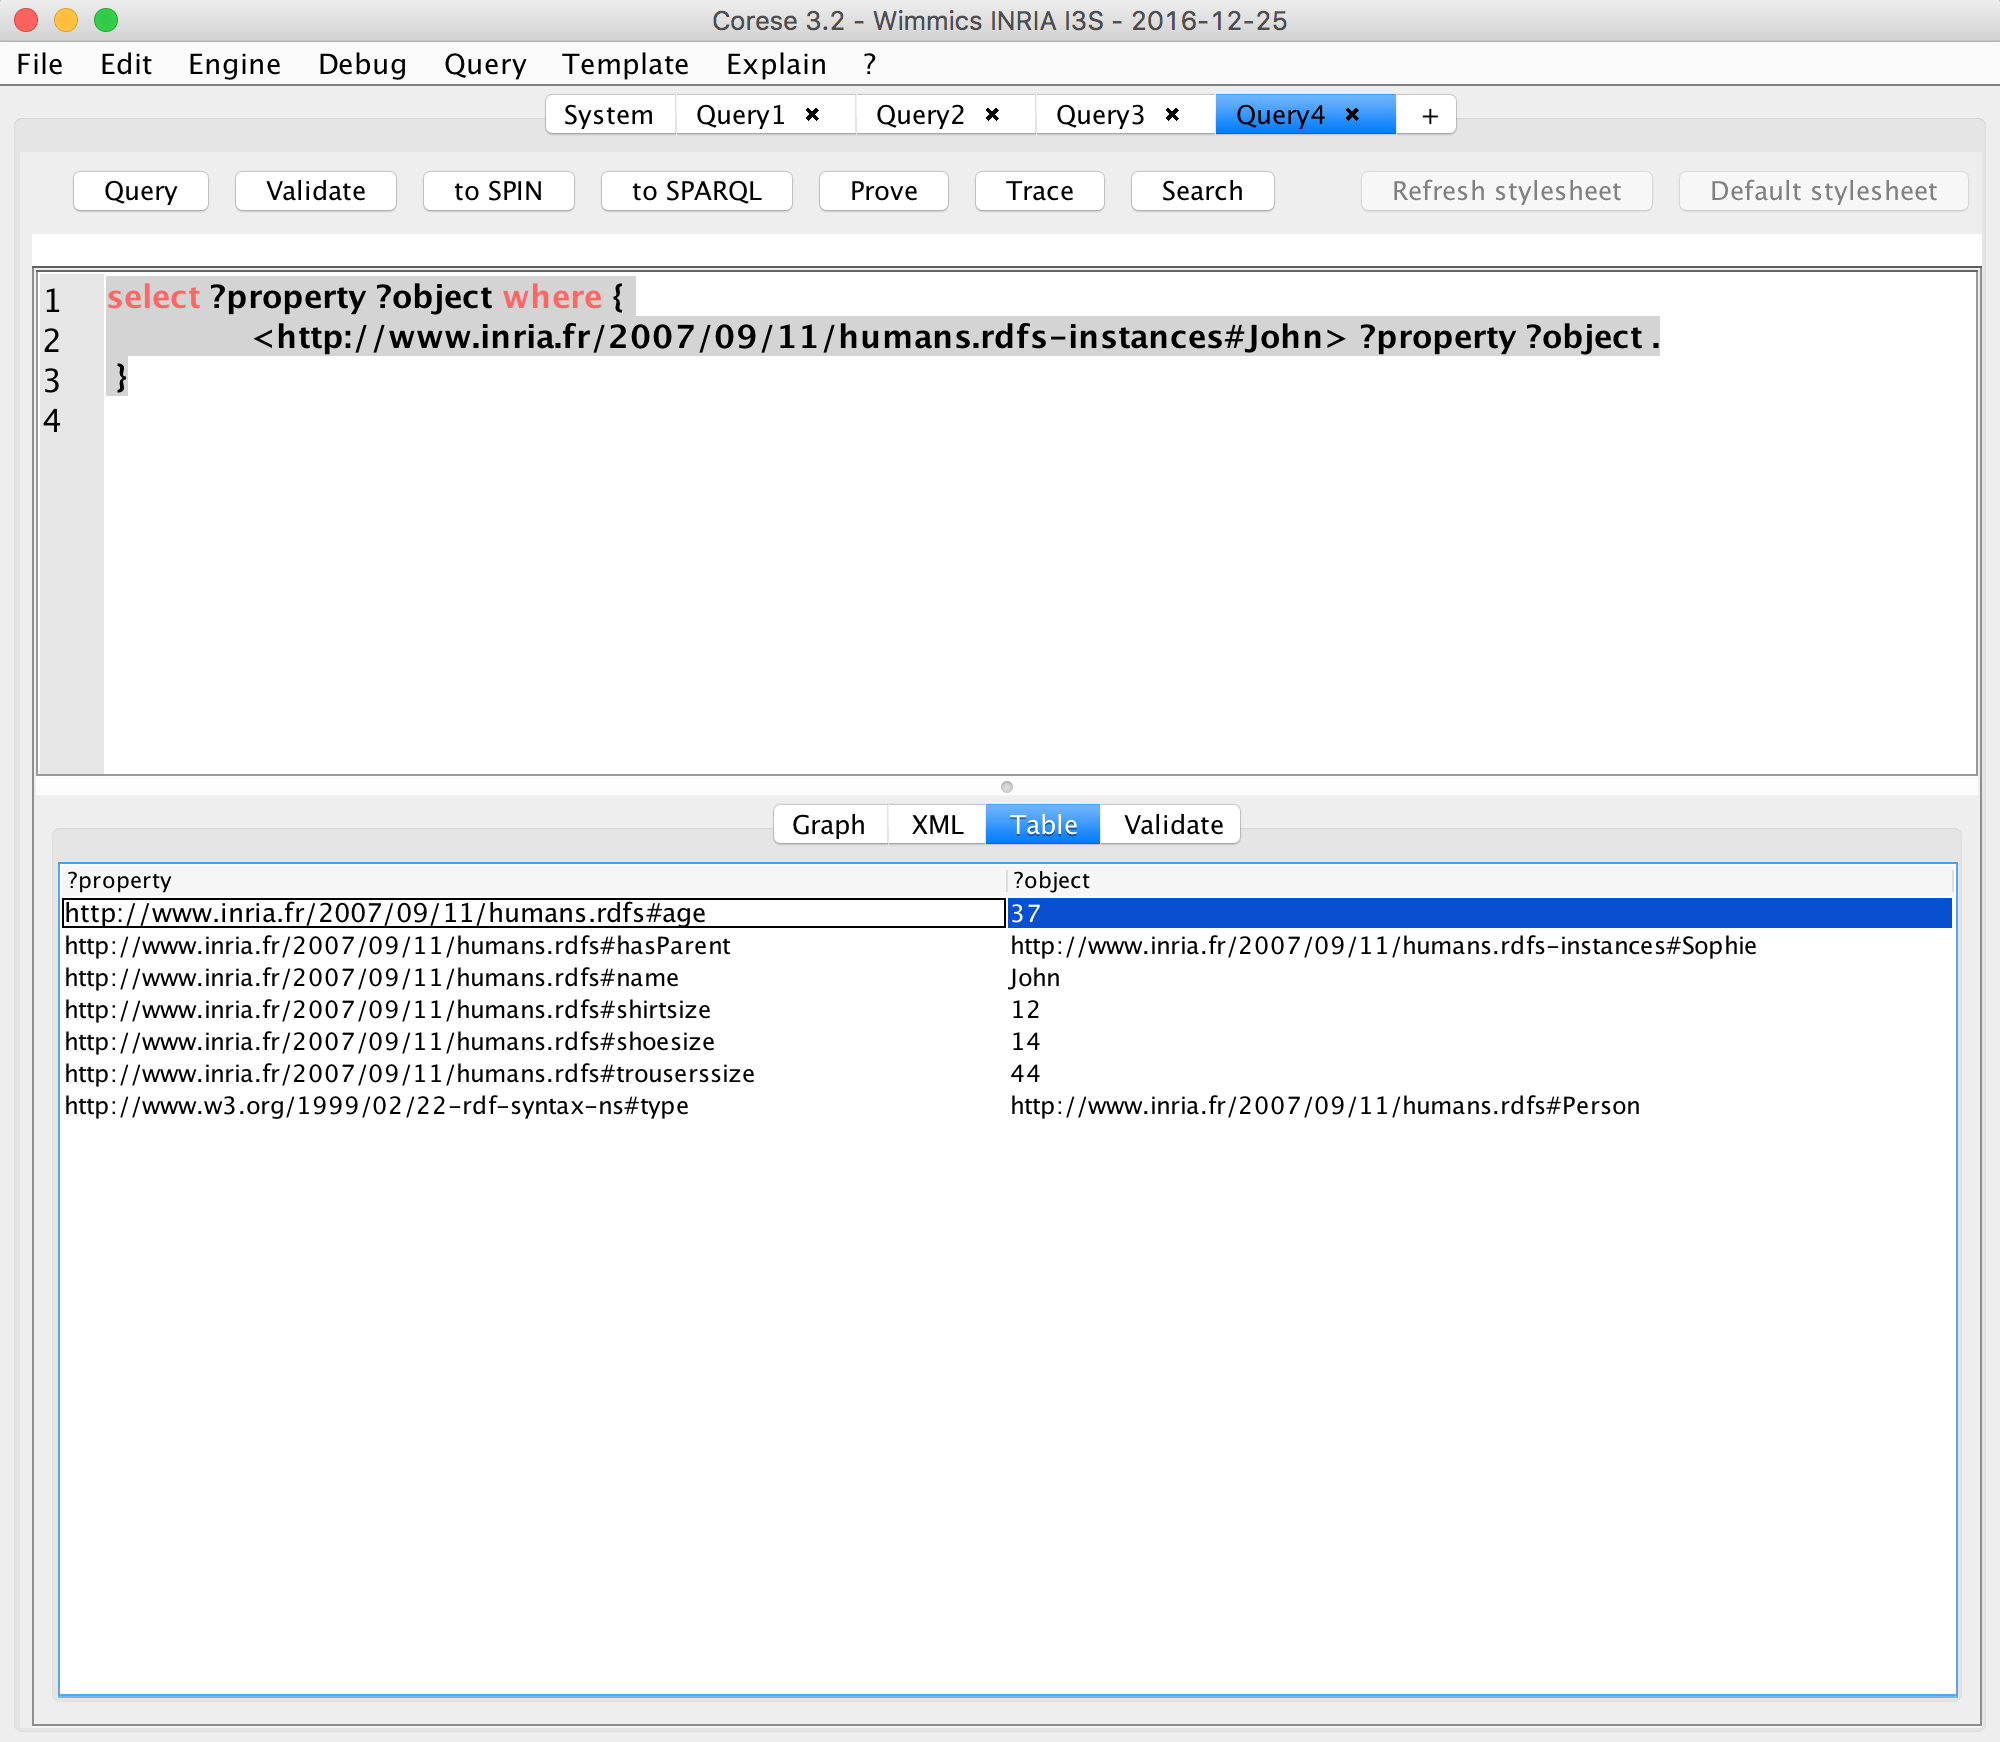 Corese 3.2 - Wimmics INRIA I3S - 2016-12-25
File Edit Engine Debug Query Template Explain ?
System Query1 ✖ Query2 ✖ Query3 ✖ Query4 ✖ +
Query Validate to SPIN to SPARQL Prove Trace Search Refresh stylesheet Default stylesheet
1 select ?property ?object where {
2 <http://www.inria.fr/2007/09/11/humans.rdfs-instances#John> ?property ?object .
3 }
4
Graph XML Table Validate
?property ?object
http://www.inria.fr/2007/09/11/humans.rdfs#age 37
http://www.inria.fr/2007/09/11/humans.rdfs#hasParent http://www.inria.fr/2007/09/11/humans.rdfs-instances#Sophie
http://www.inria.fr/2007/09/11/humans.rdfs#name John
http://www.inria.fr/2007/09/11/humans.rdfs#shirtsize 12
http://www.inria.fr/2007/09/11/humans.rdfs#shoesize 14
http://www.inria.fr/2007/09/11/humans.rdfs#trouserssize 44
http://www.w3.org/1999/02/22-rdf-syntax-ns#type http://www.inria.fr/2007/09/11/humans.rdfs#Person